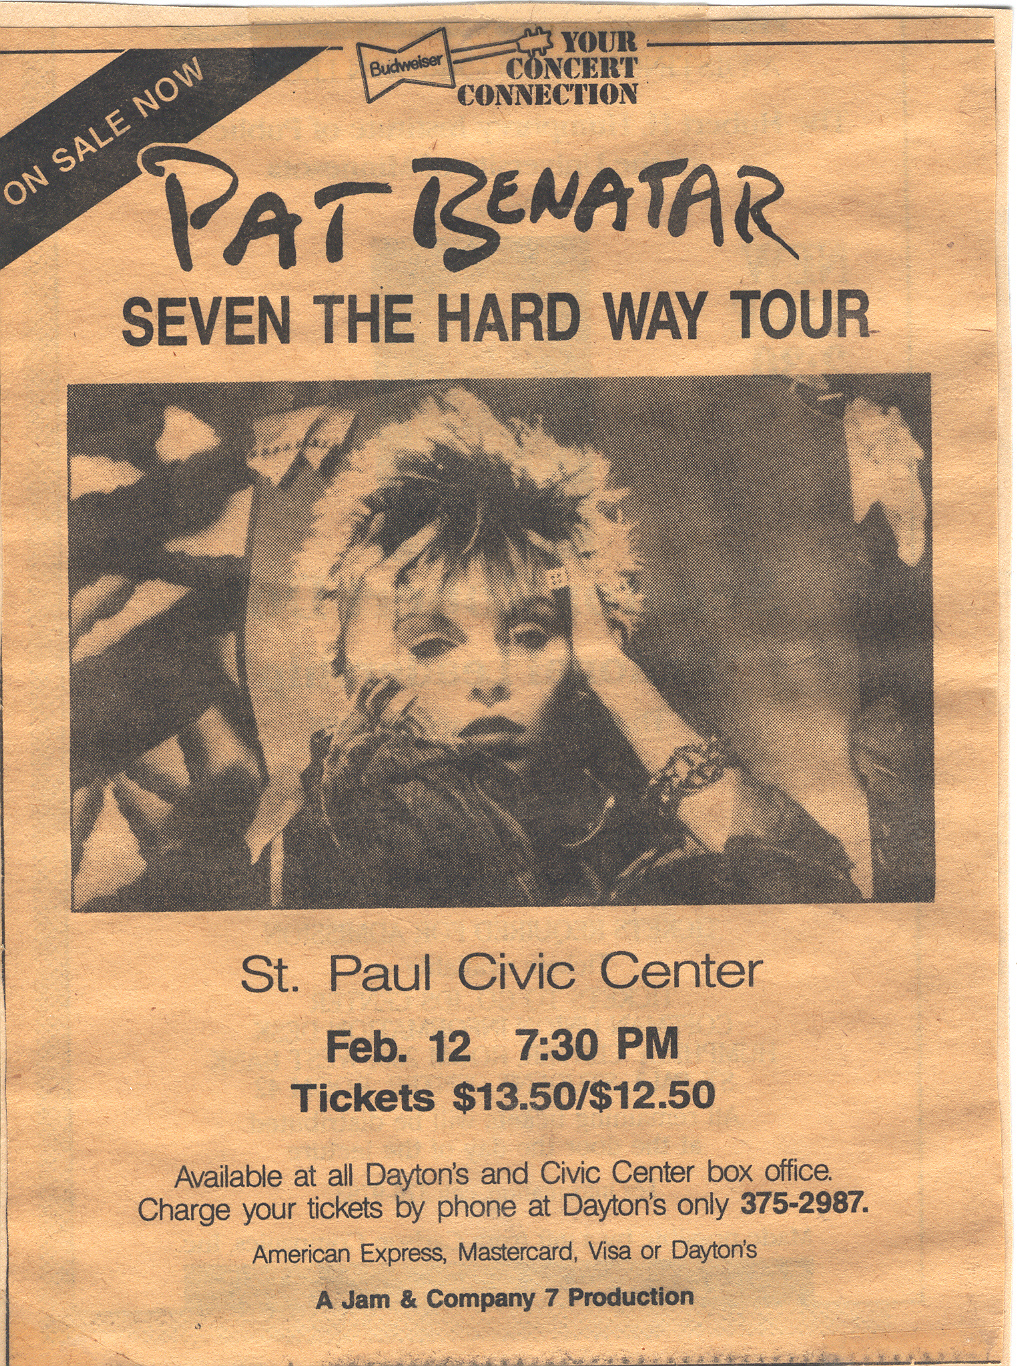 ON SALE NOW
Budweiser
YOUR
CONCERT
CONNECTION
PAT BENATAR
SEVEN THE HARD WAY TOUR
St. Paul Civic Center
Feb. 12 7:30 PM
Tickets $13.50/$12.50
Available at all Dayton's and Civic Center box office.
Charge your tickets by phone at Dayton's only 375-2987.
American Express, Mastercard, Visa or Dayton's
A Jam & Company 7 Production